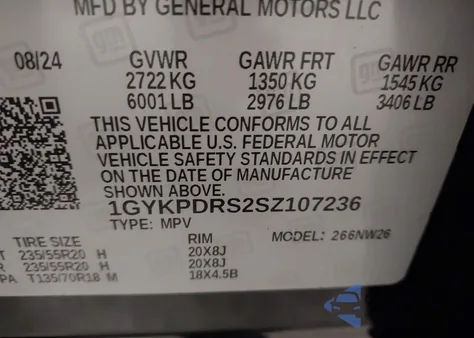 MFD BY GENERAL MOTORS LLC
08/24 GVWR GAWR FRT GAWR RR
2722 KG 1350 KG 1545 KG
6001 LB 2976 LB 3406 LB
THIS VEHICLE CONFORMS TO ALL
APPLICABLE U.S. FEDERAL MOTOR
VEHICLE SAFETY STANDARDS IN EFFECT
ON THE DATE OF MANUFACTURE
SHOWN ABOVE.
1GYKPDRS2SZ107236
TYPE: MPV MODEL: 266NW26
TIRE SIZE RIM
T 235/55R20 H 20X8J
R 235/55R20 H 20X8J
PA T135/70R18 M 18X4.5B